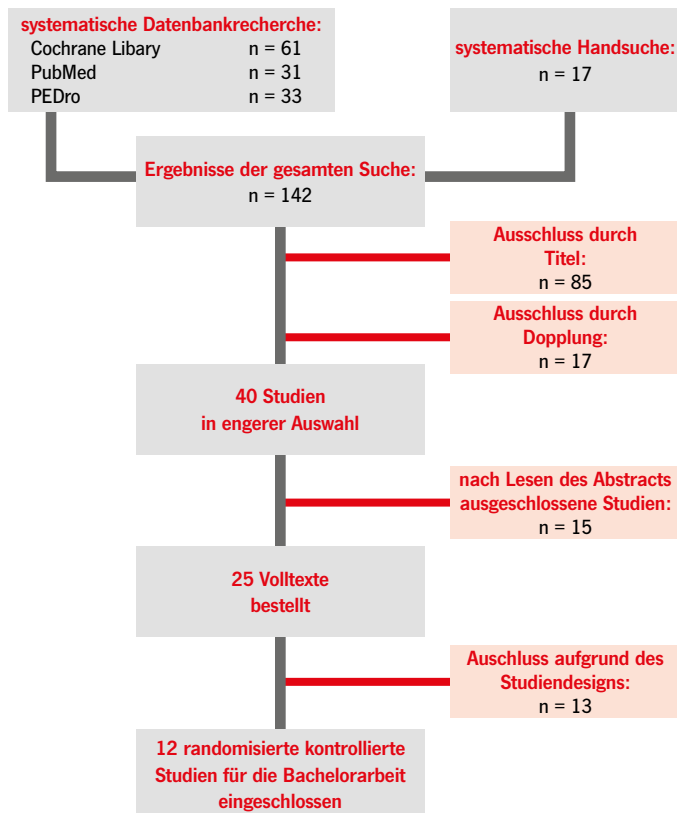 systematische Datenbankrecherche:
Cochrane Libary n = 61
PubMed n = 31
PEDro n = 33
systematische Handsuche:
n = 17
Ergebnisse der gesamten Suche:
n = 142
Ausschluss durch
Titel:
n = 85
Ausschluss durch
Dopplung:
n = 17
40 Studien
in engerer Auswahl
nach Lesen des Abstracts
ausgeschlossene Studien:
n = 15
25 Volltexte
bestellt
Auschluss aufgrund des
Studiendesigns:
n = 13
12 randomisierte kontrollierte
Studien für die Bachelorarbeit
eingeschlossen